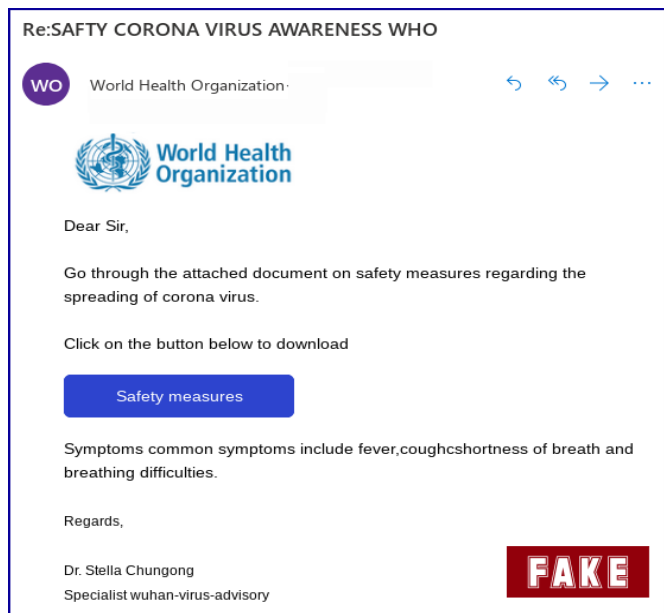 Re:SAFTY CORONA VIRUS AWARENESS WHO
WO
World Health Organization
World Health
Organization
Dear Sir,
Go through the attached document on safety measures regarding the
spreading of corona virus.
Click on the button below to download
Safety measures
Symptoms common symptoms include fever,coughcshortness of breath and
breathing difficulties.
Regards,
Dr. Stella Chungong
Specialist wuhan-virus-advisory
FAKE